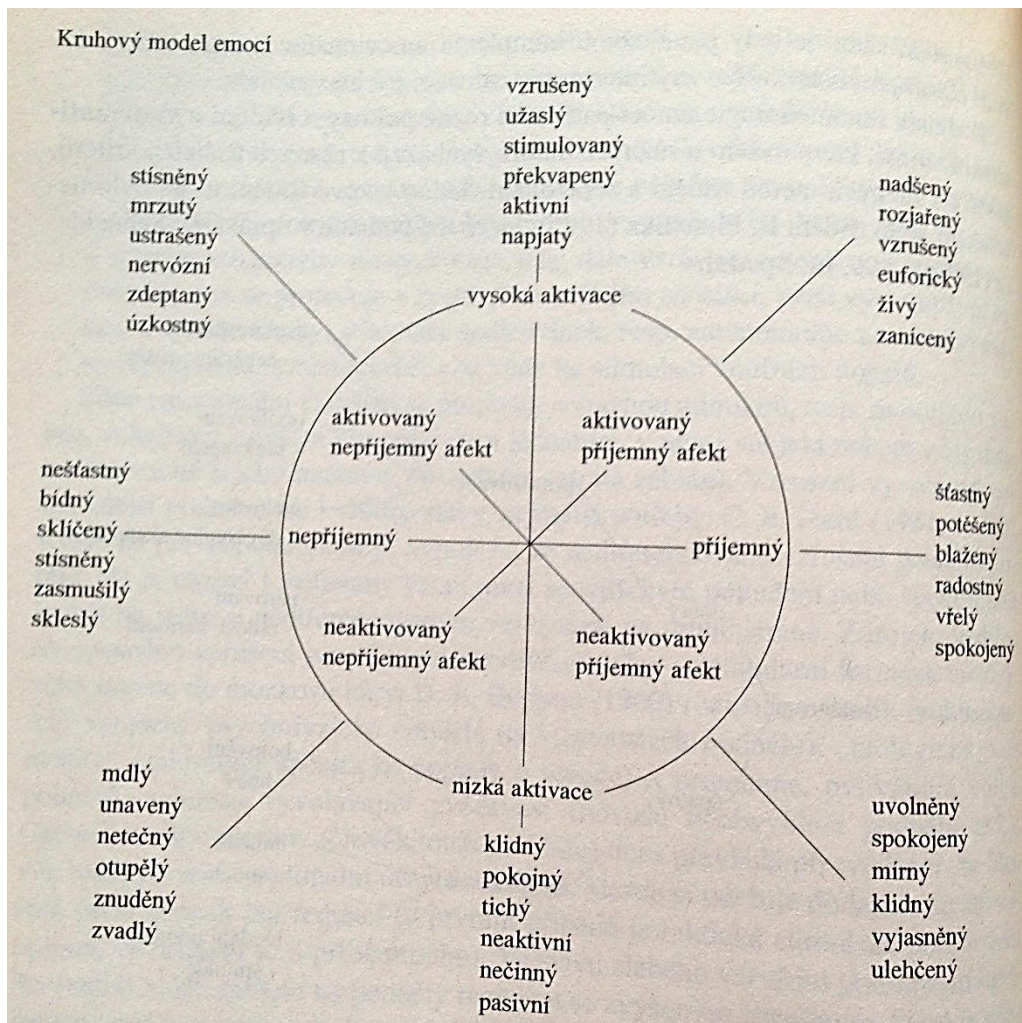 Kruhový model emocí
vzrušený
užaslý
stimulovaný
překvapený
aktivní
napjatý
stísněný
mrzutý
ustrašený
nervózní
zdeptaný
úzkostný
nadšený
rozjařený
vzrušený
euforický
živý
zanícený
vysoká aktivace
aktivovaný
nepříjemný afekt
aktivovaný
příjemný afekt
nešťastný
bídný
sklíčený
stísněný
zasmušilý
skleslý
nepříjemný
příjemný
šťastný
potěšený
blažený
radostný
vřelý
spokojený
neaktivovaný
nepříjemný afekt
neaktivovaný
příjemný afekt
nízká aktivace
mdlý
unavený
netečný
otupělý
znuděný
zvadlý
klidný
pokojný
tichý
neaktivní
nečinný
pasivní
uvolněný
spokojený
mírný
klidný
vyjasněný
ulehčený